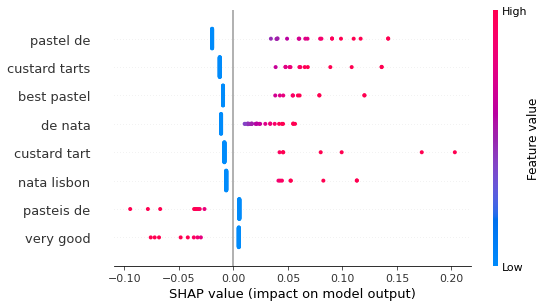 High
pastel de
custard tarts
best pastel
de nata
custard tart
nata lisbon
pasteis de
very good
Feature value
Low
−0.10 −0.05 0.00 0.05 0.10 0.15 0.20
SHAP value (impact on model output)